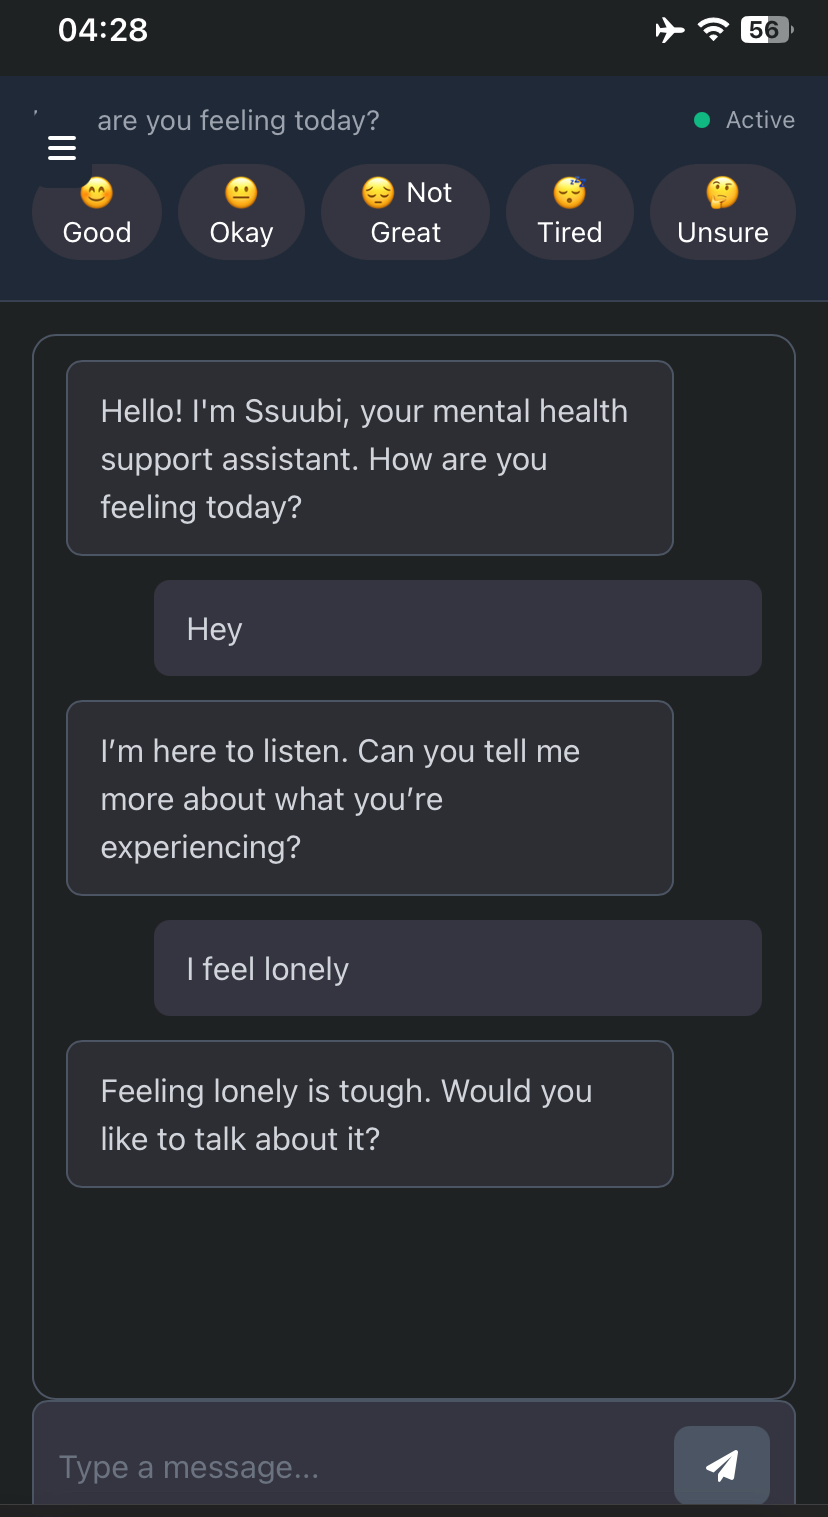 04:28
56
are you feeling today?
Active
😊
Good
😐
Okay
😔 Not
Great
😴
Tired
🤔
Unsure
Hello! I'm Ssuubi, your mental health
support assistant. How are you
feeling today?
Hey
I’m here to listen. Can you tell me
more about what you’re
experiencing?
I feel lonely
Feeling lonely is tough. Would you
like to talk about it?
Type a message...